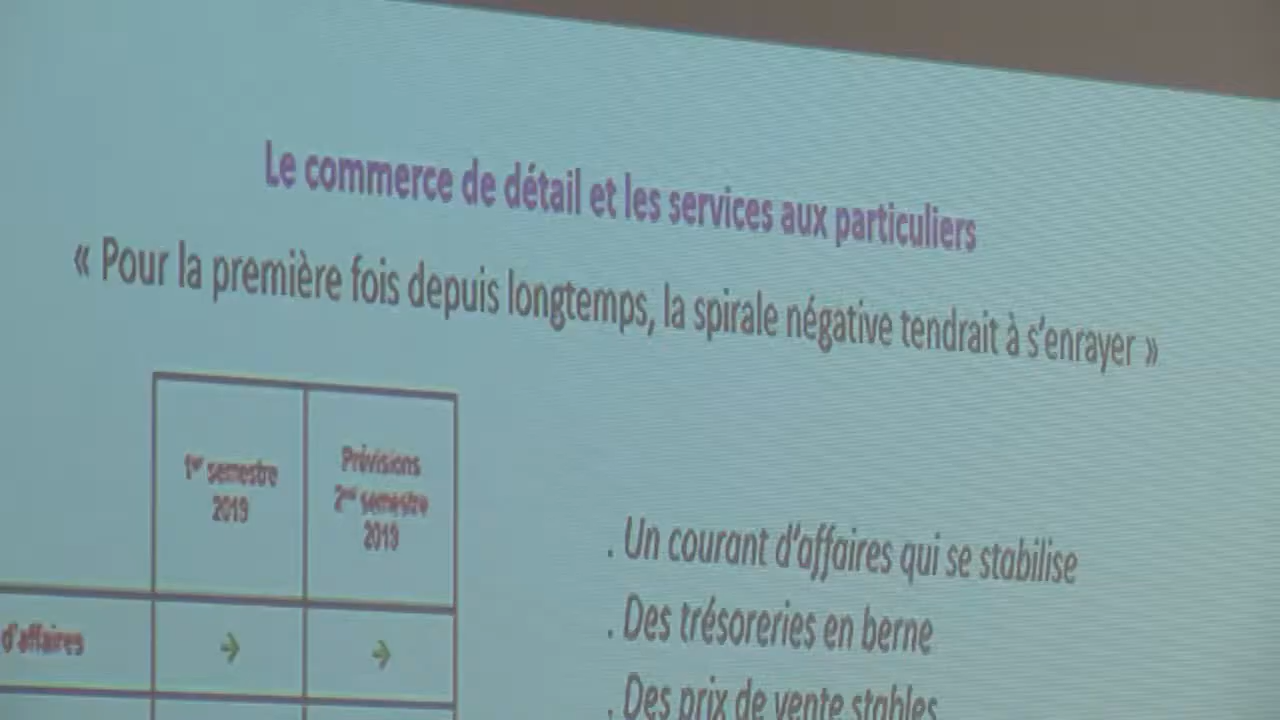 Le commerce de détail et les services aux particuliers
« Pour la première fois depuis longtemps, la spirale négative tendrait à s'enrayer »
1er semestre
2019
Prévisions
2nd semestre
2019
d'affaires
→ →
. Un courant d'affaires qui se stabilise
. Des trésoreries en berne
. Des prix de vente stables